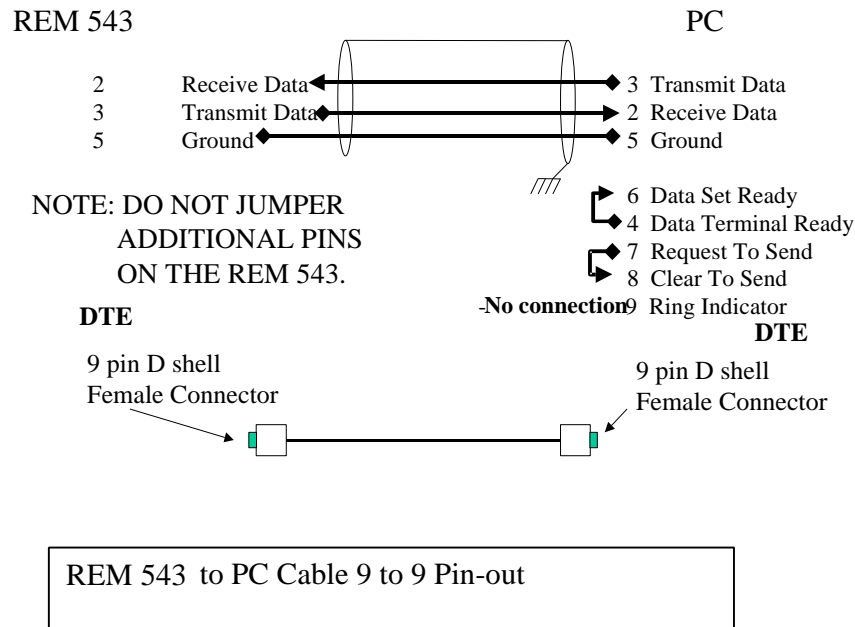 REM 543 PC
2 Receive Data 3 Transmit Data
3 Transmit Data 2 Receive Data
5 Ground 5 Ground
6 Data Set Ready
NOTE: DO NOT JUMPER
4 Data Terminal Ready
ADDITIONAL PINS
7 Request To Send
ON THE REM 543.
8 Clear To Send
-No connection 9 Ring Indicator
DTE
DTE
9 pin D shell
Female Connector
9 pin D shell
Female Connector
REM 543 to PC Cable 9 to 9 Pin-out